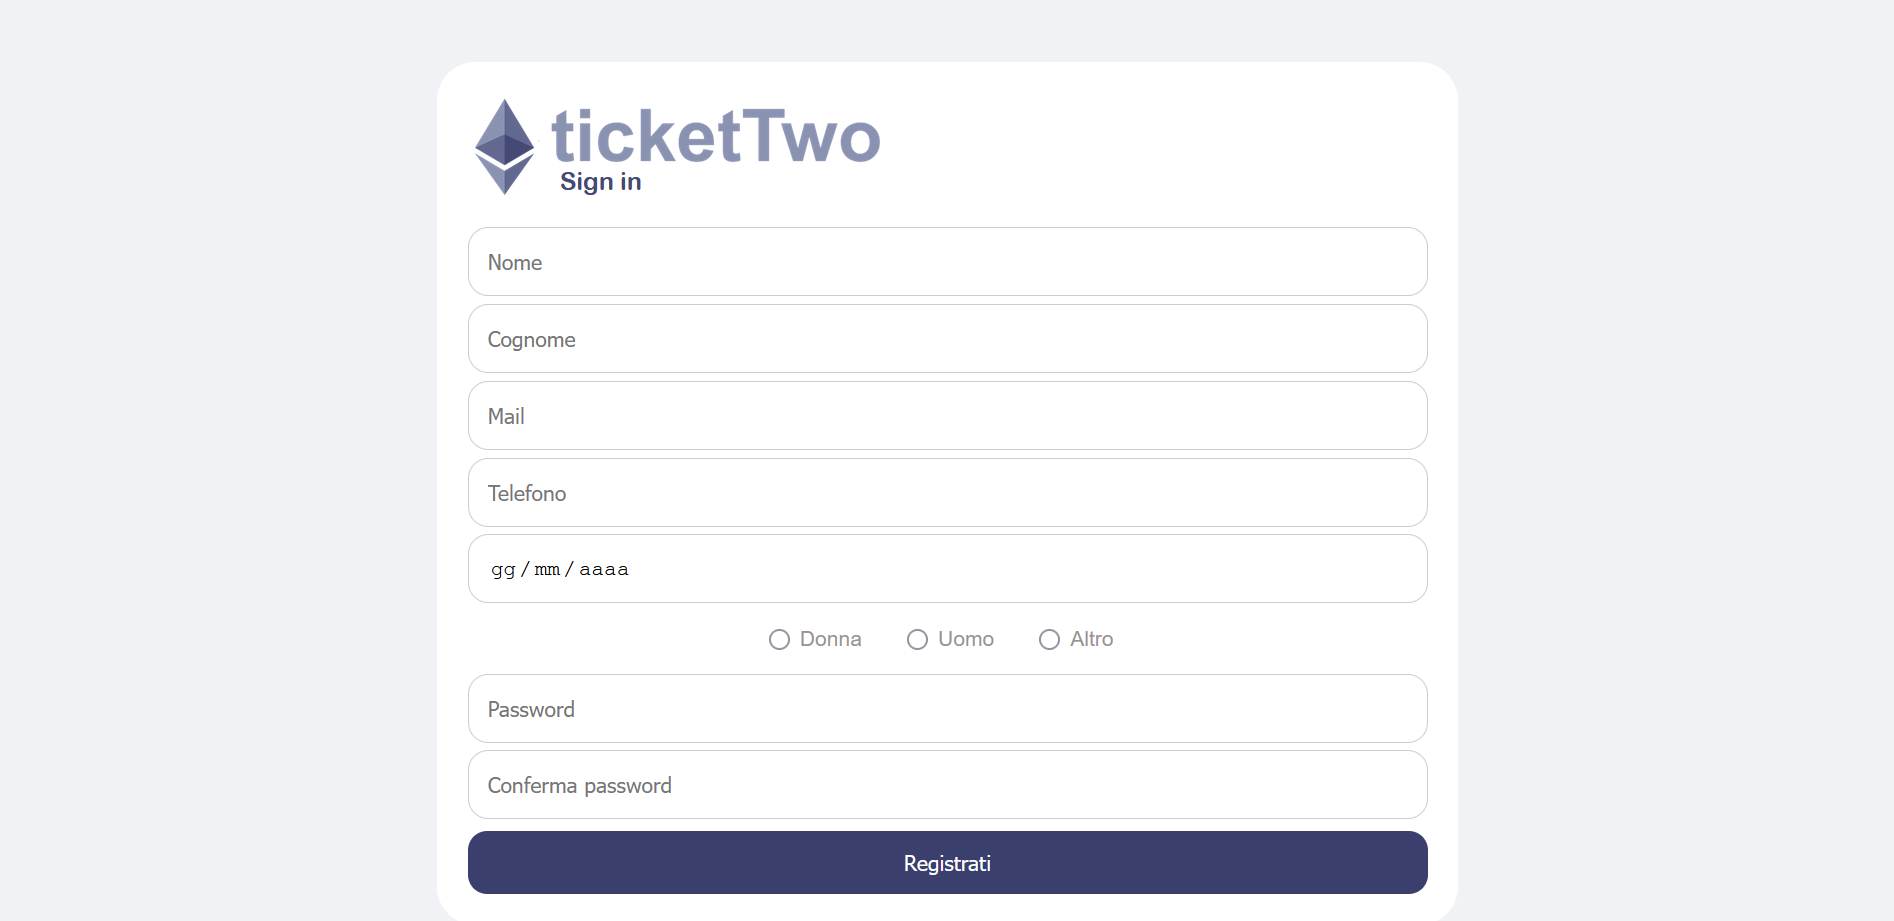 ticketTwo
Sign in
Nome
Cognome
Mail
Telefono
gg/mm/aaaa
Donna Uomo Altro
Password
Conferma password
Registrati